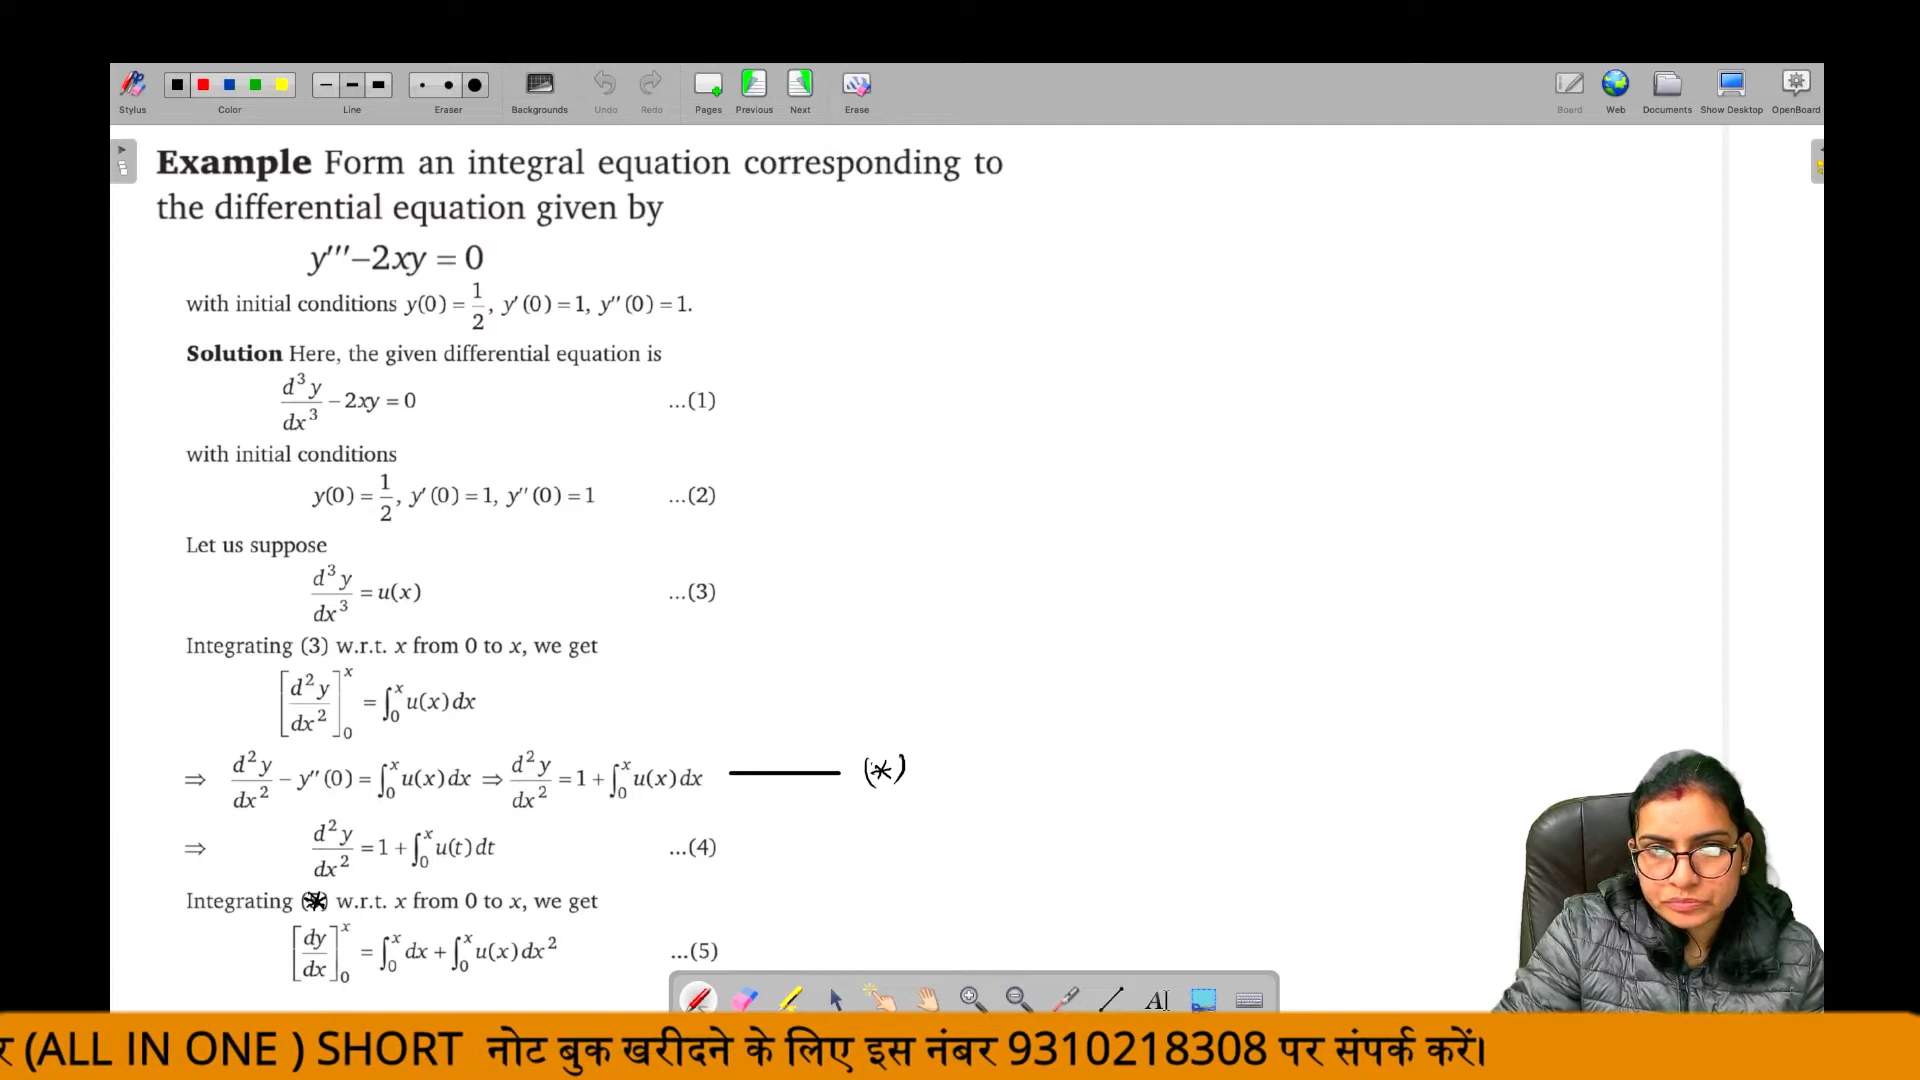 Stylus Color Line Eraser Backgrounds Undo Redo Pages Previous Next Erase Board Web Documents Show Desktop OpenBoard
Example Form an integral equation corresponding to
the differential equation given by
y′′′−2xy = 0
with initial conditions y(0) = 1/2, y′(0) = 1, y′′(0) = 1.
Solution Here, the given differential equation is
d³y/dx³ − 2xy = 0 ...(1)
with initial conditions
y(0) = 1/2, y′(0) = 1, y′′(0) = 1 ...(2)
Let us suppose
d³y/dx³ = u(x) ...(3)
Integrating (3) w.r.t. x from 0 to x, we get
[d²y/dx²]₀ˣ = ∫₀ˣ u(x) dx
⇒ d²y/dx² − y′′(0) = ∫₀ˣ u(x) dx ⇒ d²y/dx² = 1 + ∫₀ˣ u(x) dx —— (*)
⇒ d²y/dx² = 1 + ∫₀ˣ u(t) dt ...(4)
Integrating (*) w.r.t. x from 0 to x, we get
[dy/dx]₀ˣ = ∫₀ˣ dx + ∫₀ˣ u(x) dx² ...(5)
र (ALL IN ONE ) SHORT नोट बुक खरीदने के लिए इस नंबर 9310218308 पर संपर्क करें।